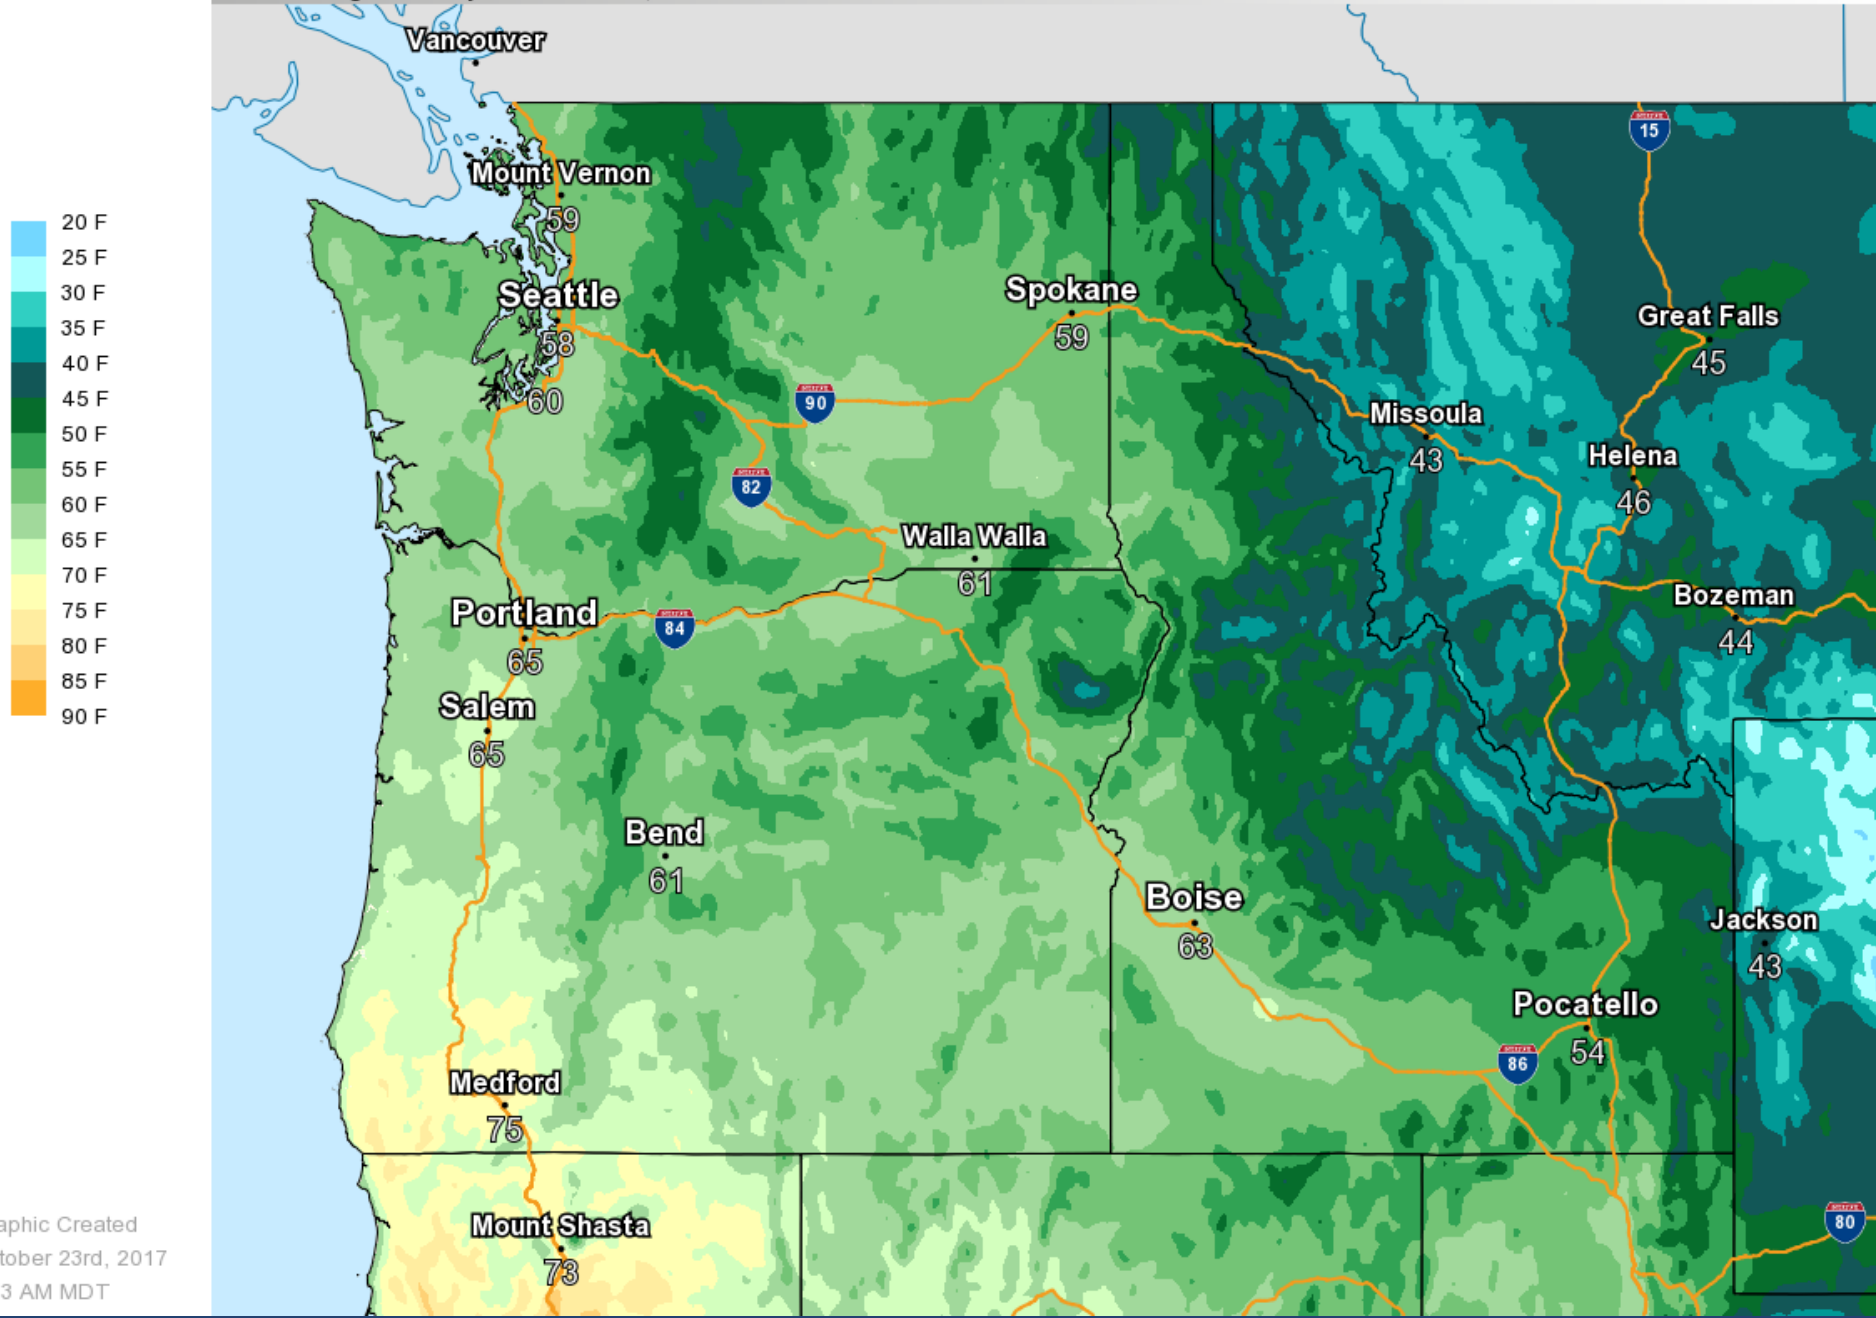 Vancouver
Mount Vernon
59
Seattle
58
60
Spokane
59
15
Great Falls
45
90
82
Missoula
43
Helena
46
Walla Walla
61
Bozeman
44
Portland
65
84
Salem
65
Bend
61
Boise
63
Jackson
43
Pocatello
54
86
Medford
75
Mount Shasta
73
80
20 F
25 F
30 F
35 F
40 F
45 F
50 F
55 F
60 F
65 F
70 F
75 F
80 F
85 F
90 F
aphic Created
tober 23rd, 2017
3 AM MDT